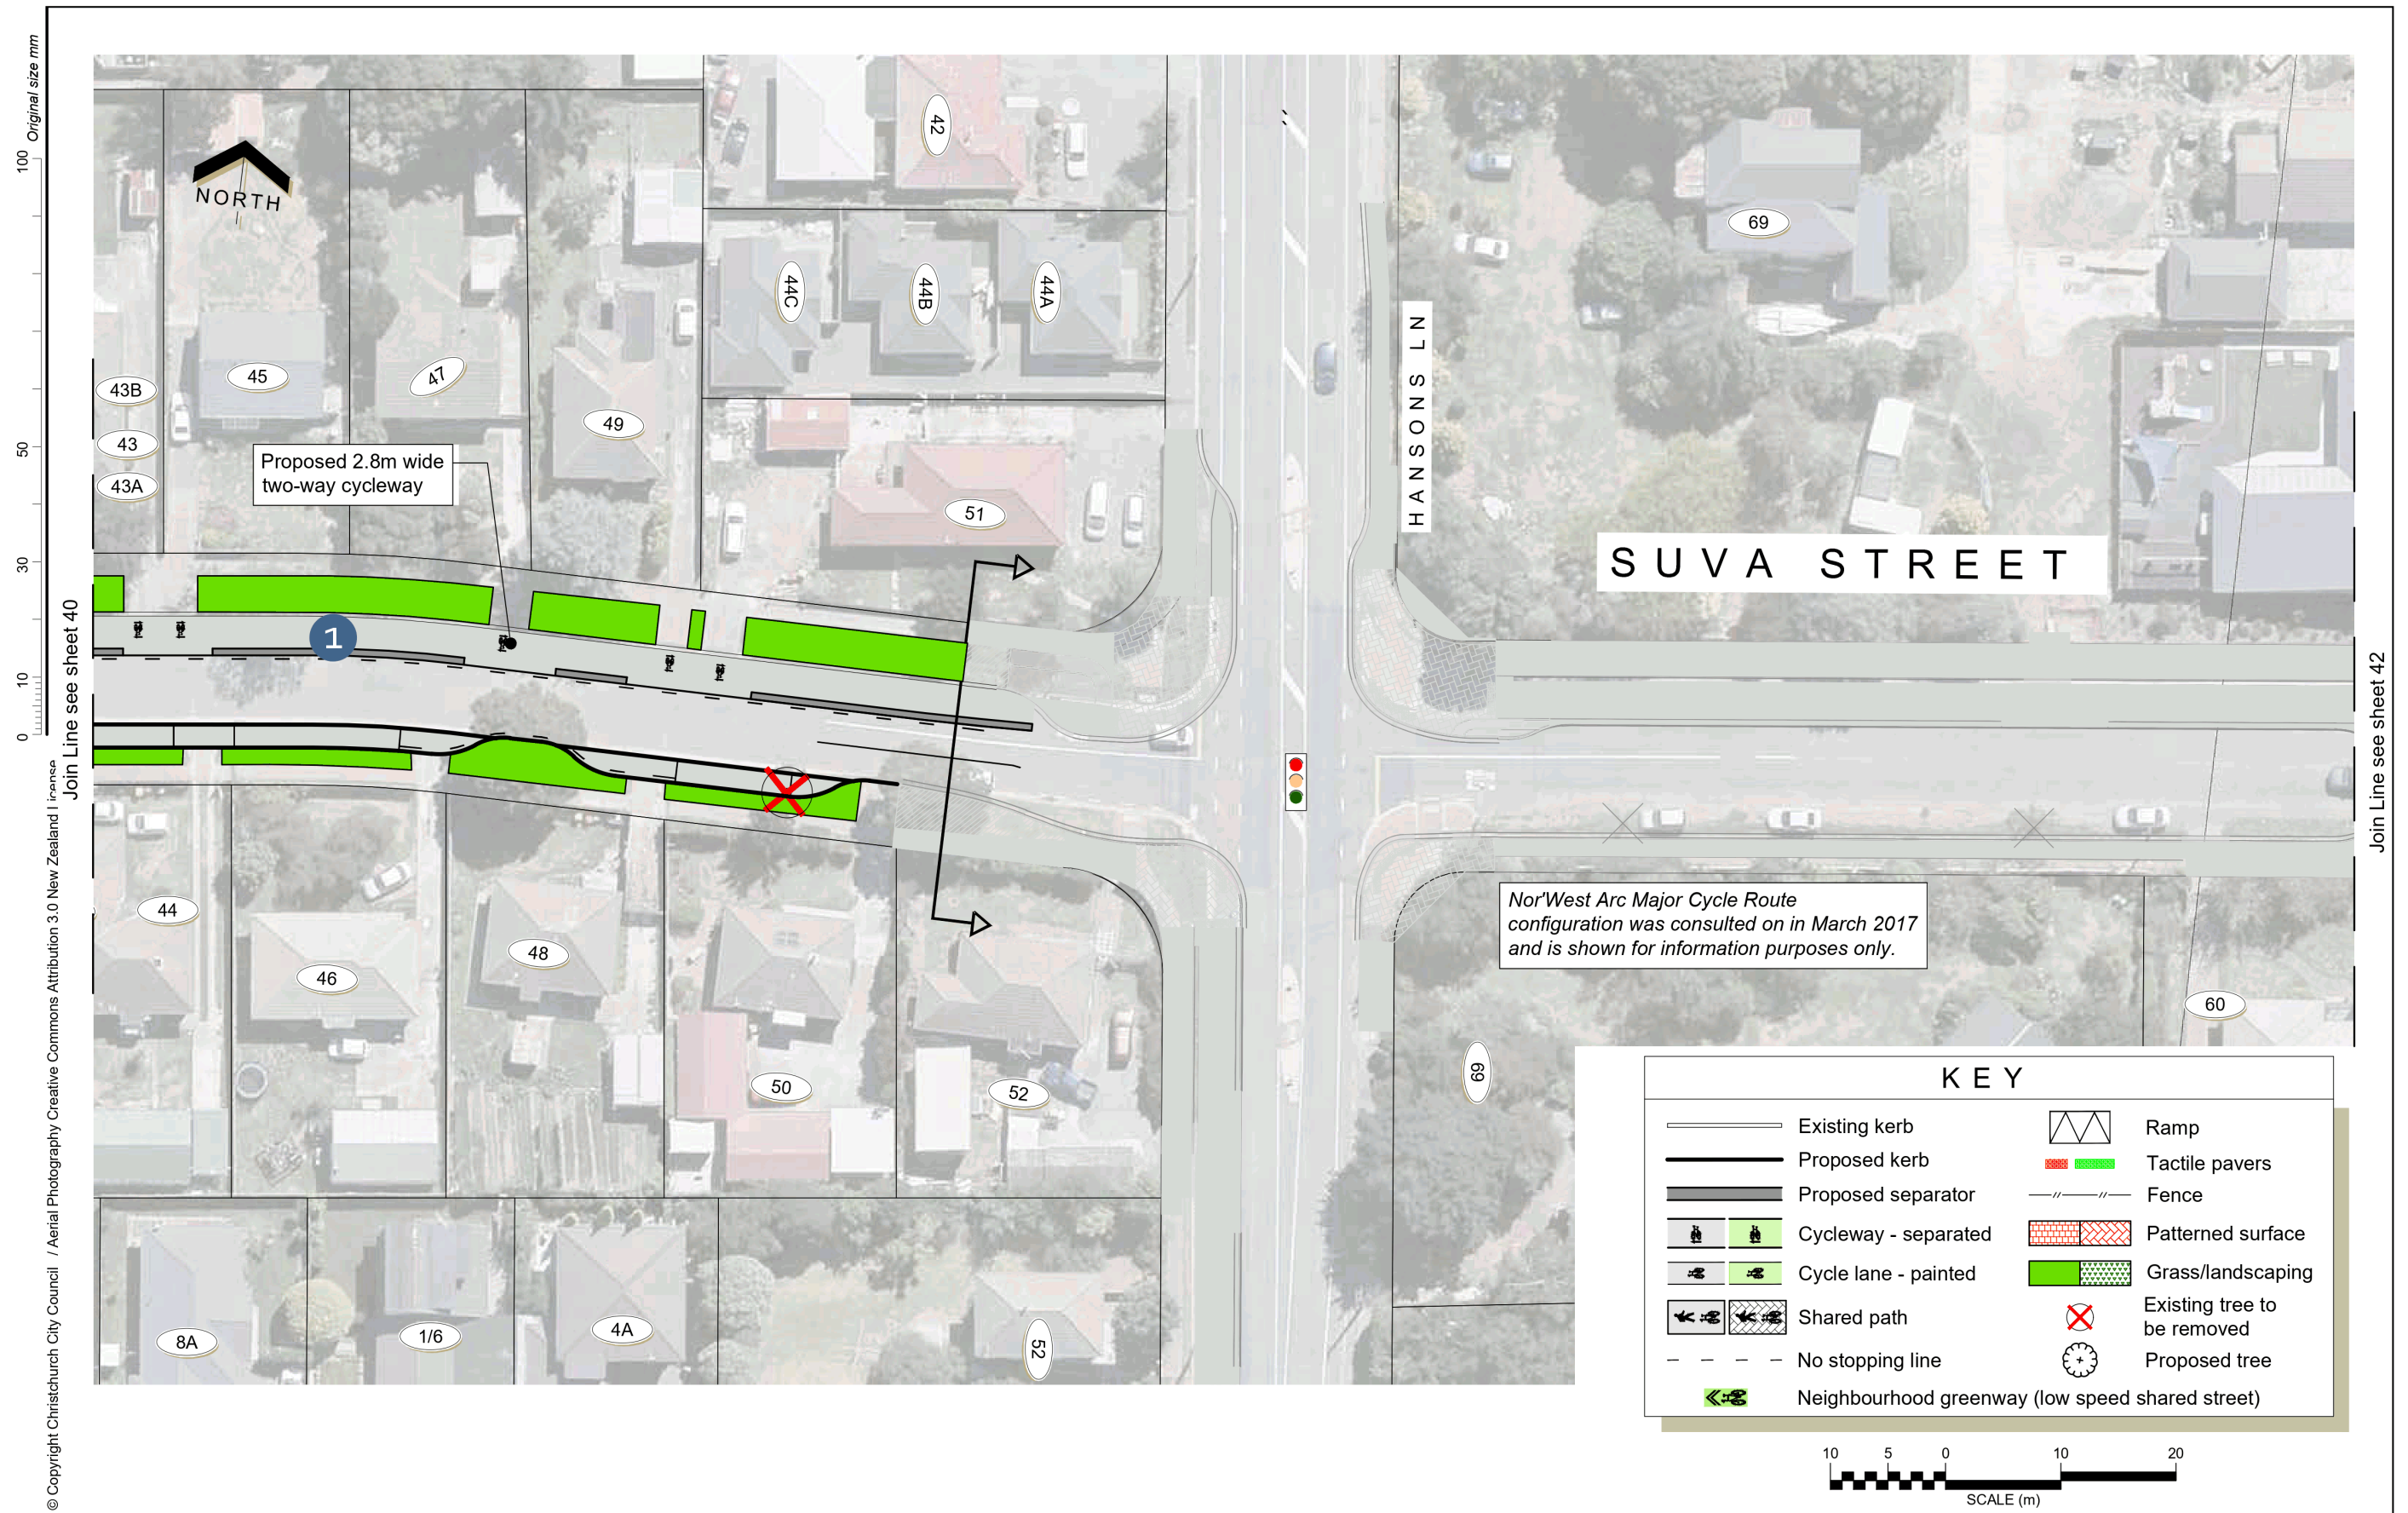 Original size mm
100
50
30
10
0
© Copyright Christchurch City Council / Aerial Photography Creative Commons Attribution 3.0 New Zealand
Join Line see sheet 40
NORTH
42
44C
44B
44A
69
HANSONS LN
43B
43
43A
45
47
49
Proposed 2.8m wide
two-way cycleway
51
SUVA STREET
1
Join Line see sheet 42
Nor'West Arc Major Cycle Route
configuration was consulted on in March 2017
and is shown for information purposes only.
44
46
48
50
52
69
60
8A
1/6
4A
52
KEY
Existing kerb
Proposed kerb
Proposed separator
Cycleway - separated
Cycle lane - painted
Shared path
No stopping line
Neighbourhood greenway (low speed shared street)
Ramp
Tactile pavers
Fence
Patterned surface
Grass/landscaping
Existing tree to
be removed
Proposed tree
10 5 0 10 20
SCALE (m)